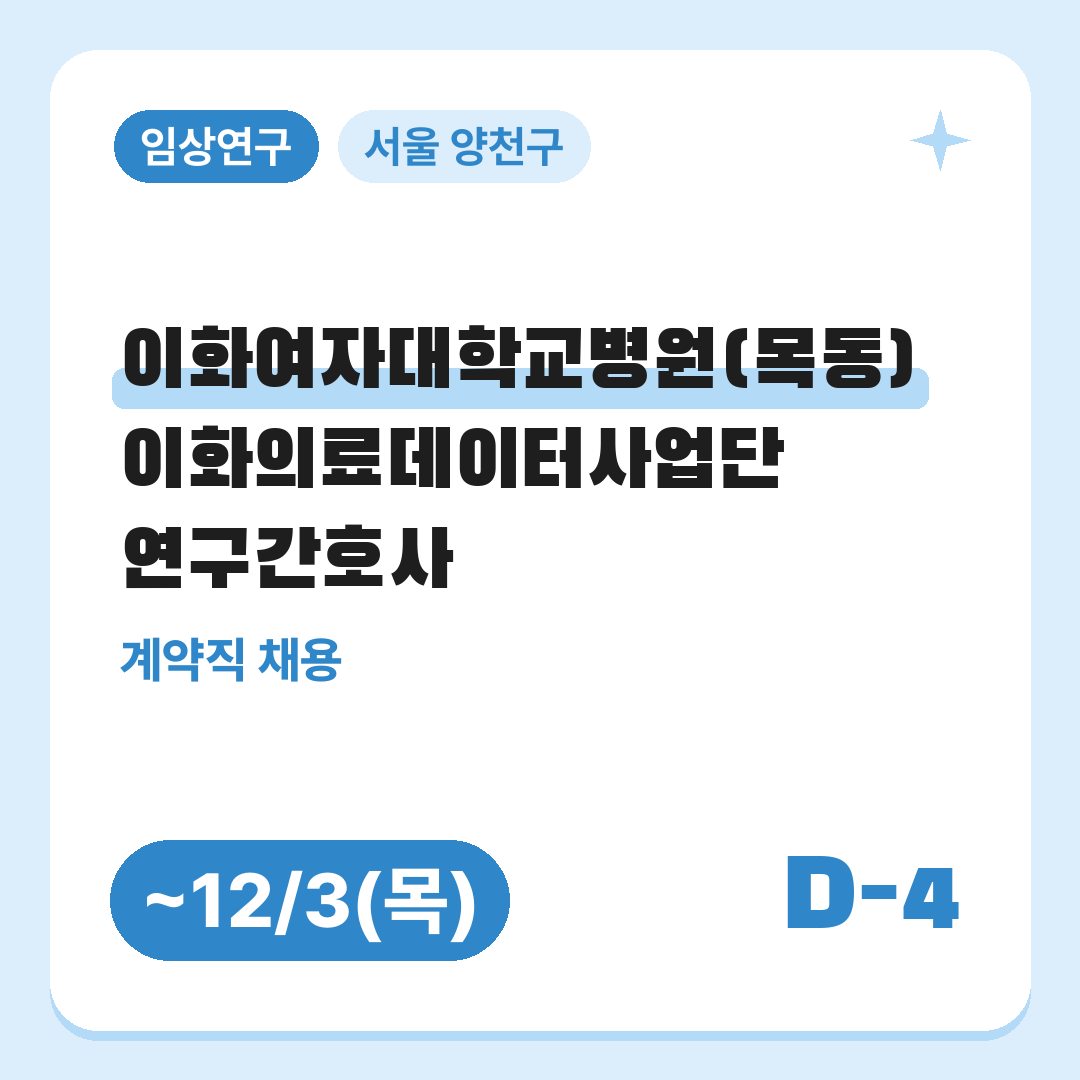 임상연구 서울 양천구
이화여자대학교병원(목동)
이화의료데이터사업단
연구간호사
계약직 채용
~12/3(목) D-4